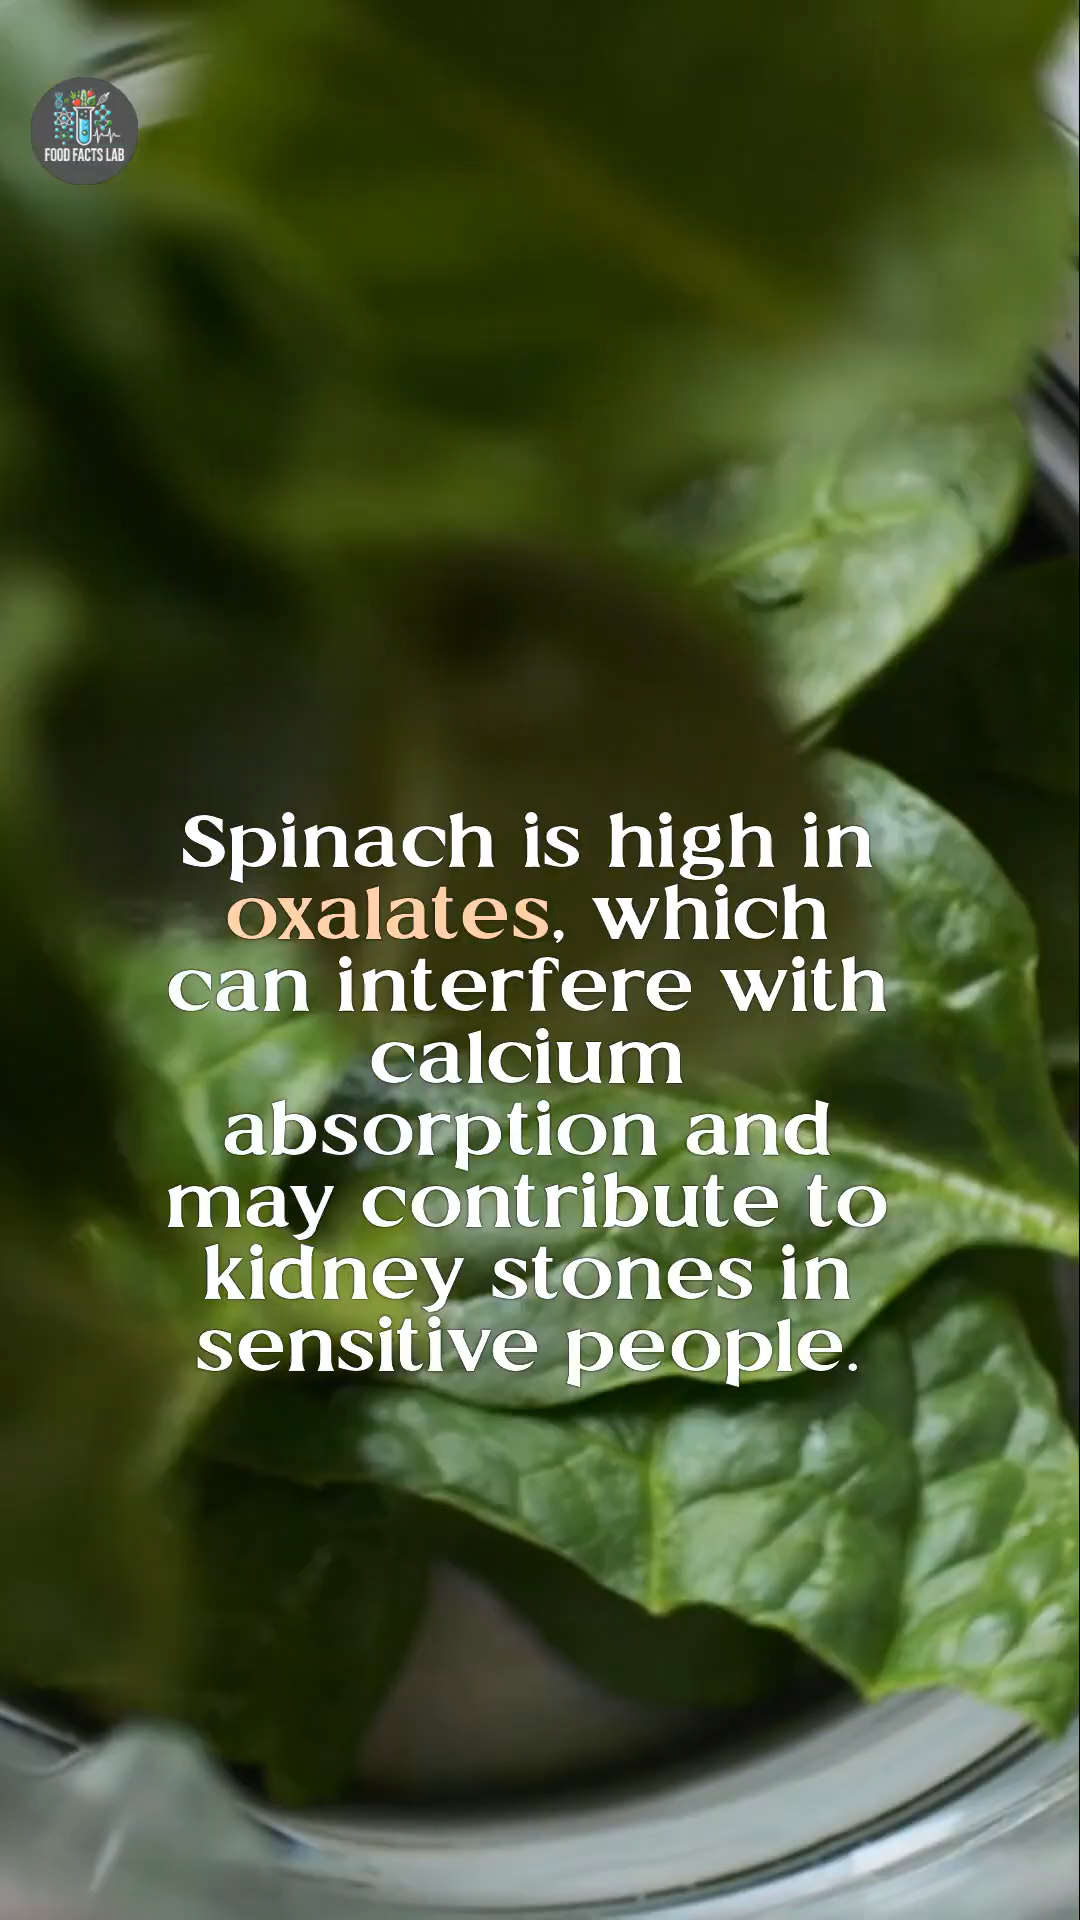 FOOD FACTS LAB
Spinach is high in
oxalates, which
can interfere with
calcium
absorption and
may contribute to
kidney stones in
sensitive people.